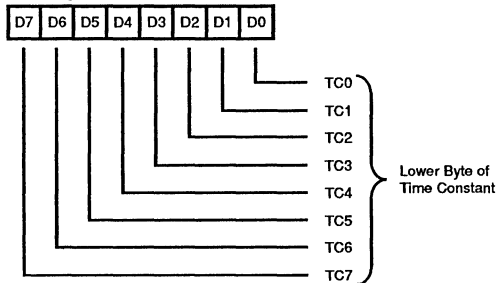 D7 D6 D5 D4 D3 D2 D1 D0
TC0
TC1
TC2
TC3
TC4
TC5
TC6
TC7
Lower Byte of
Time Constant